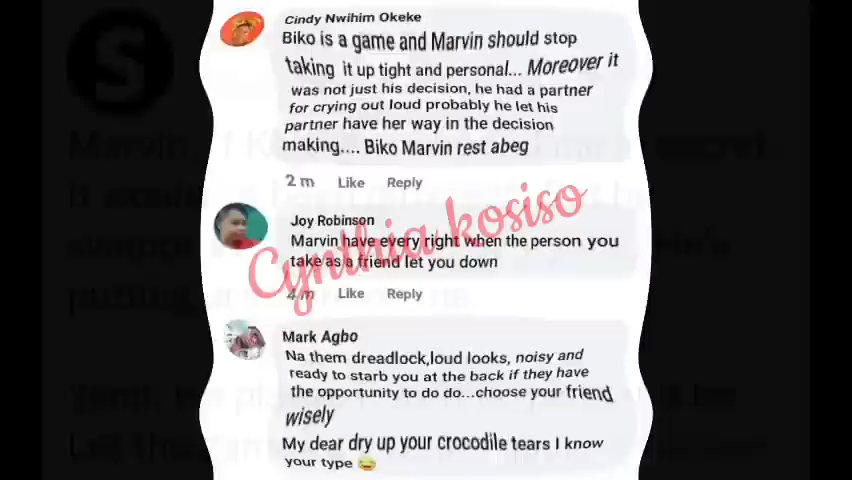 Cindy Nwihim Okeke
Biko is a game and Marvin should stop
taking it up tight and personal... Moreover it
was not just his decision, he had a partner
for crying out loud probably he let his
partner have her way in the decision
making.... Biko Marvin rest abeg
2 m Like Reply
Joy Robinson
Marvin have every right when the person you
take as a friend let you down
Cynthia kosiso
4 m Like Reply
Mark Agbo
Na them dreadlock,loud looks, noisy and
ready to starb you at the back if they have
the opportunity to do do...choose your friend
wisely
My dear dry up your crocodile tears I know
your type 😂